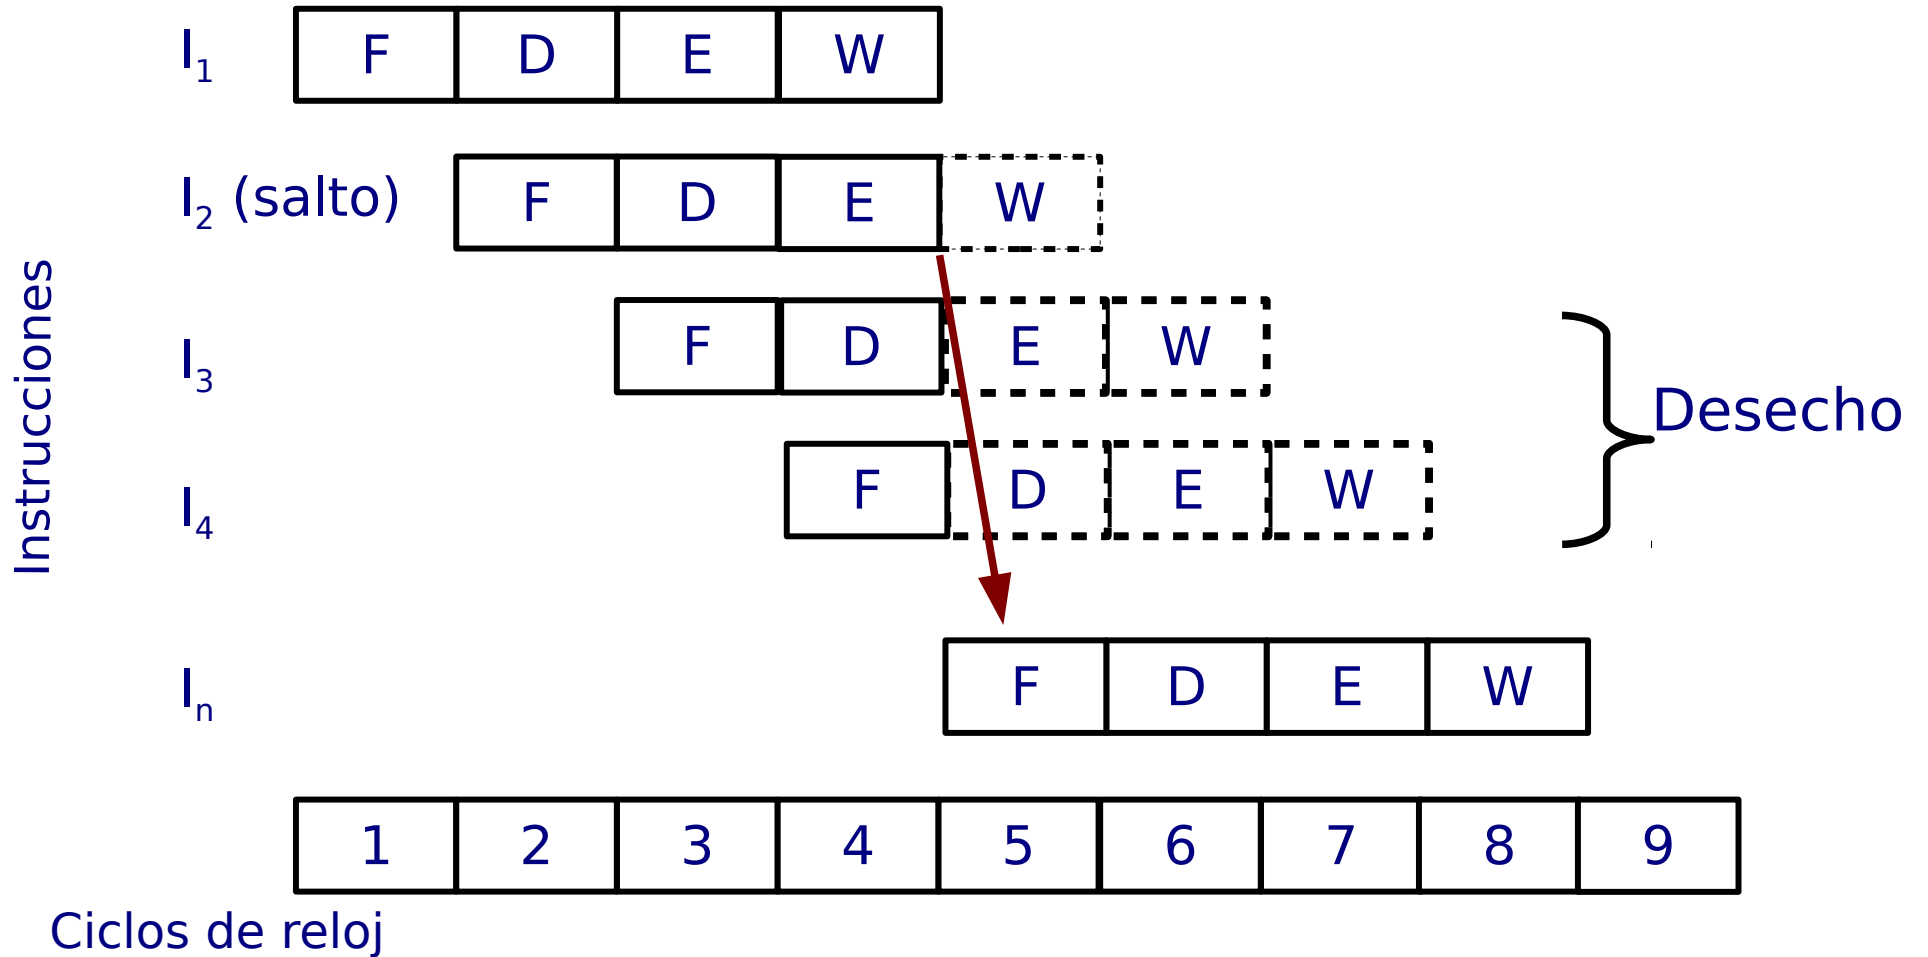 I1 F D E W
I2 (salto) F D E W
I3 F D E W
Desecho
I4 F D E W
In F D E W
Instrucciones
1 2 3 4 5 6 7 8 9
Ciclos de reloj